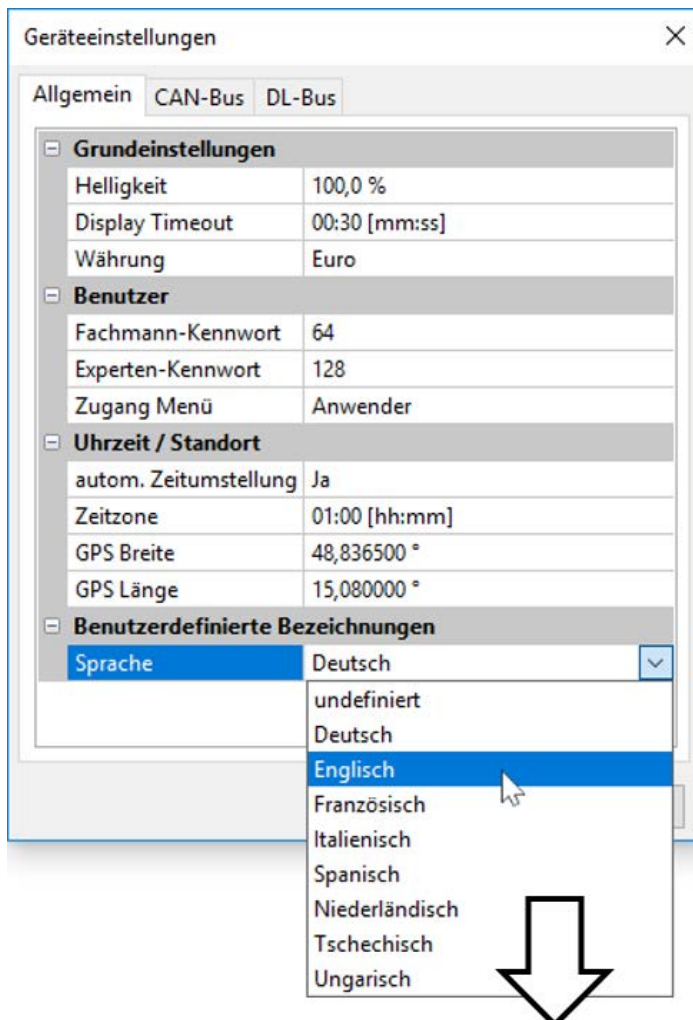 Geräteeinstellungen
Allgemein CAN-Bus DL-Bus
Grundeinstellungen
Helligkeit 100,0 %
Display Timeout 00:30 [mm:ss]
Währung Euro
Benutzer
Fachmann-Kennwort 64
Experten-Kennwort 128
Zugang Menü Anwender
Uhrzeit / Standort
autom. Zeitumstellung Ja
Zeitzone 01:00 [hh:mm]
GPS Breite 48,836500 °
GPS Länge 15,080000 °
Benutzerdefinierte Bezeichnungen
Sprache Deutsch
undefiniert
Deutsch
Englisch
Französisch
Italienisch
Spanisch
Niederländisch
Tschechisch
Ungarisch